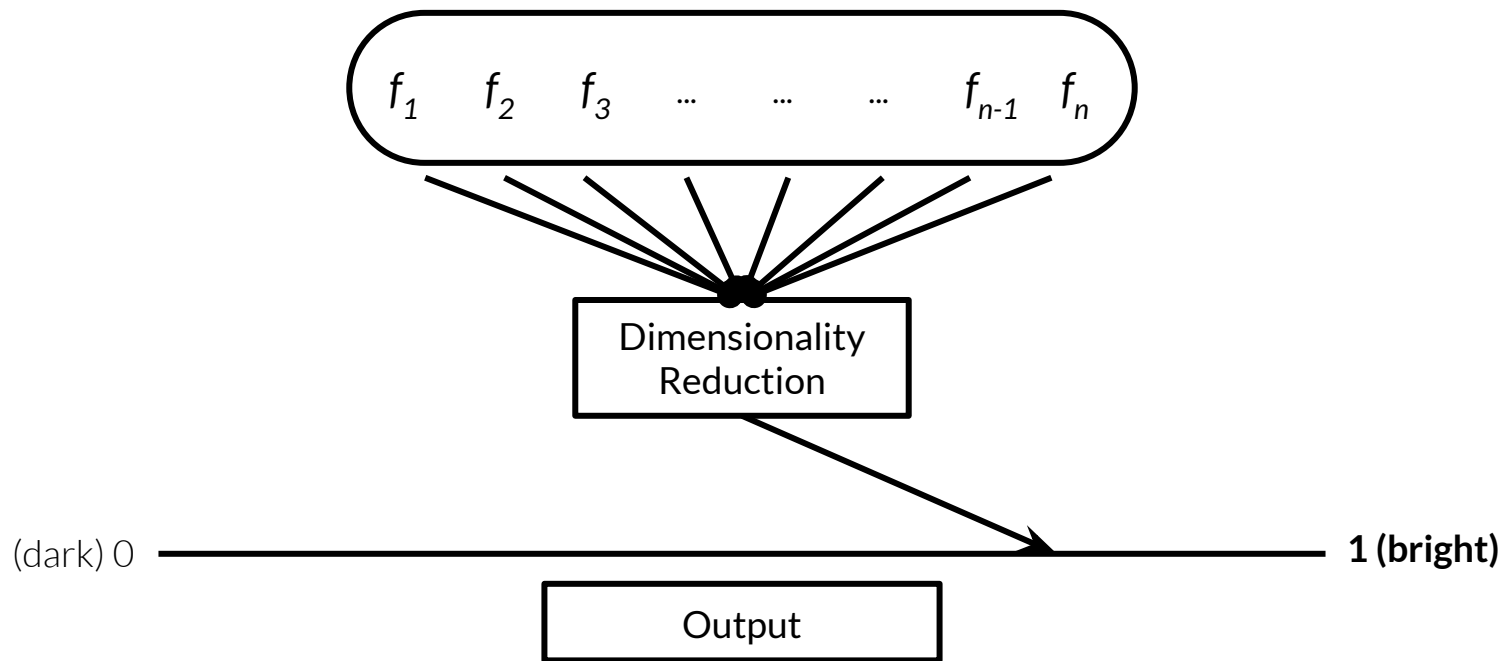 f1 f2 f3 ... ... ... fn-1 fn
Dimensionality
Reduction
(dark) 0 1 (bright)
Output